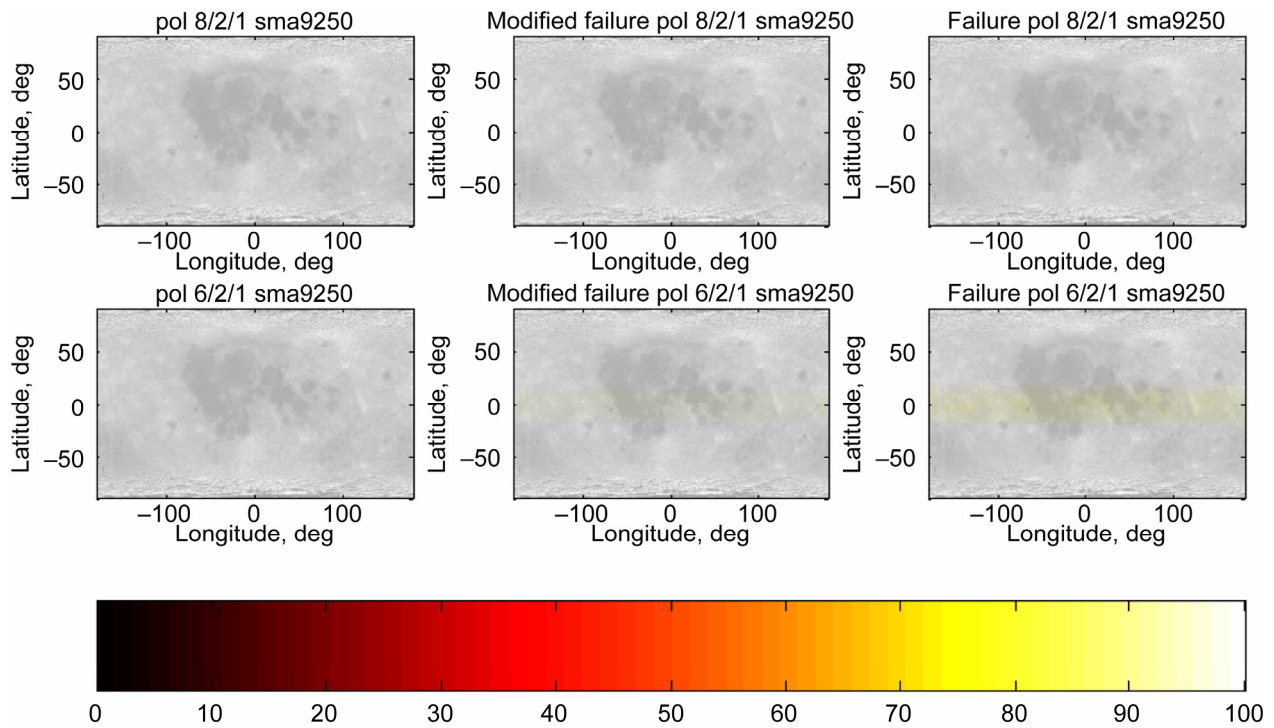 pol 8/2/1 sma9250 Modified failure pol 8/2/1 sma9250 Failure pol 8/2/1 sma9250
Latitude, deg Latitude, deg Latitude, deg
50 50 50
0 0 0
–50 –50 –50
–100 0 100 –100 0 100 –100 0 100
Longitude, deg Longitude, deg Longitude, deg
pol 6/2/1 sma9250 Modified failure pol 6/2/1 sma9250 Failure pol 6/2/1 sma9250
Latitude, deg Latitude, deg Latitude, deg
50 50 50
0 0 0
–50 –50 –50
–100 0 100 –100 0 100 –100 0 100
Longitude, deg Longitude, deg Longitude, deg
0 10 20 30 40 50 60 70 80 90 100